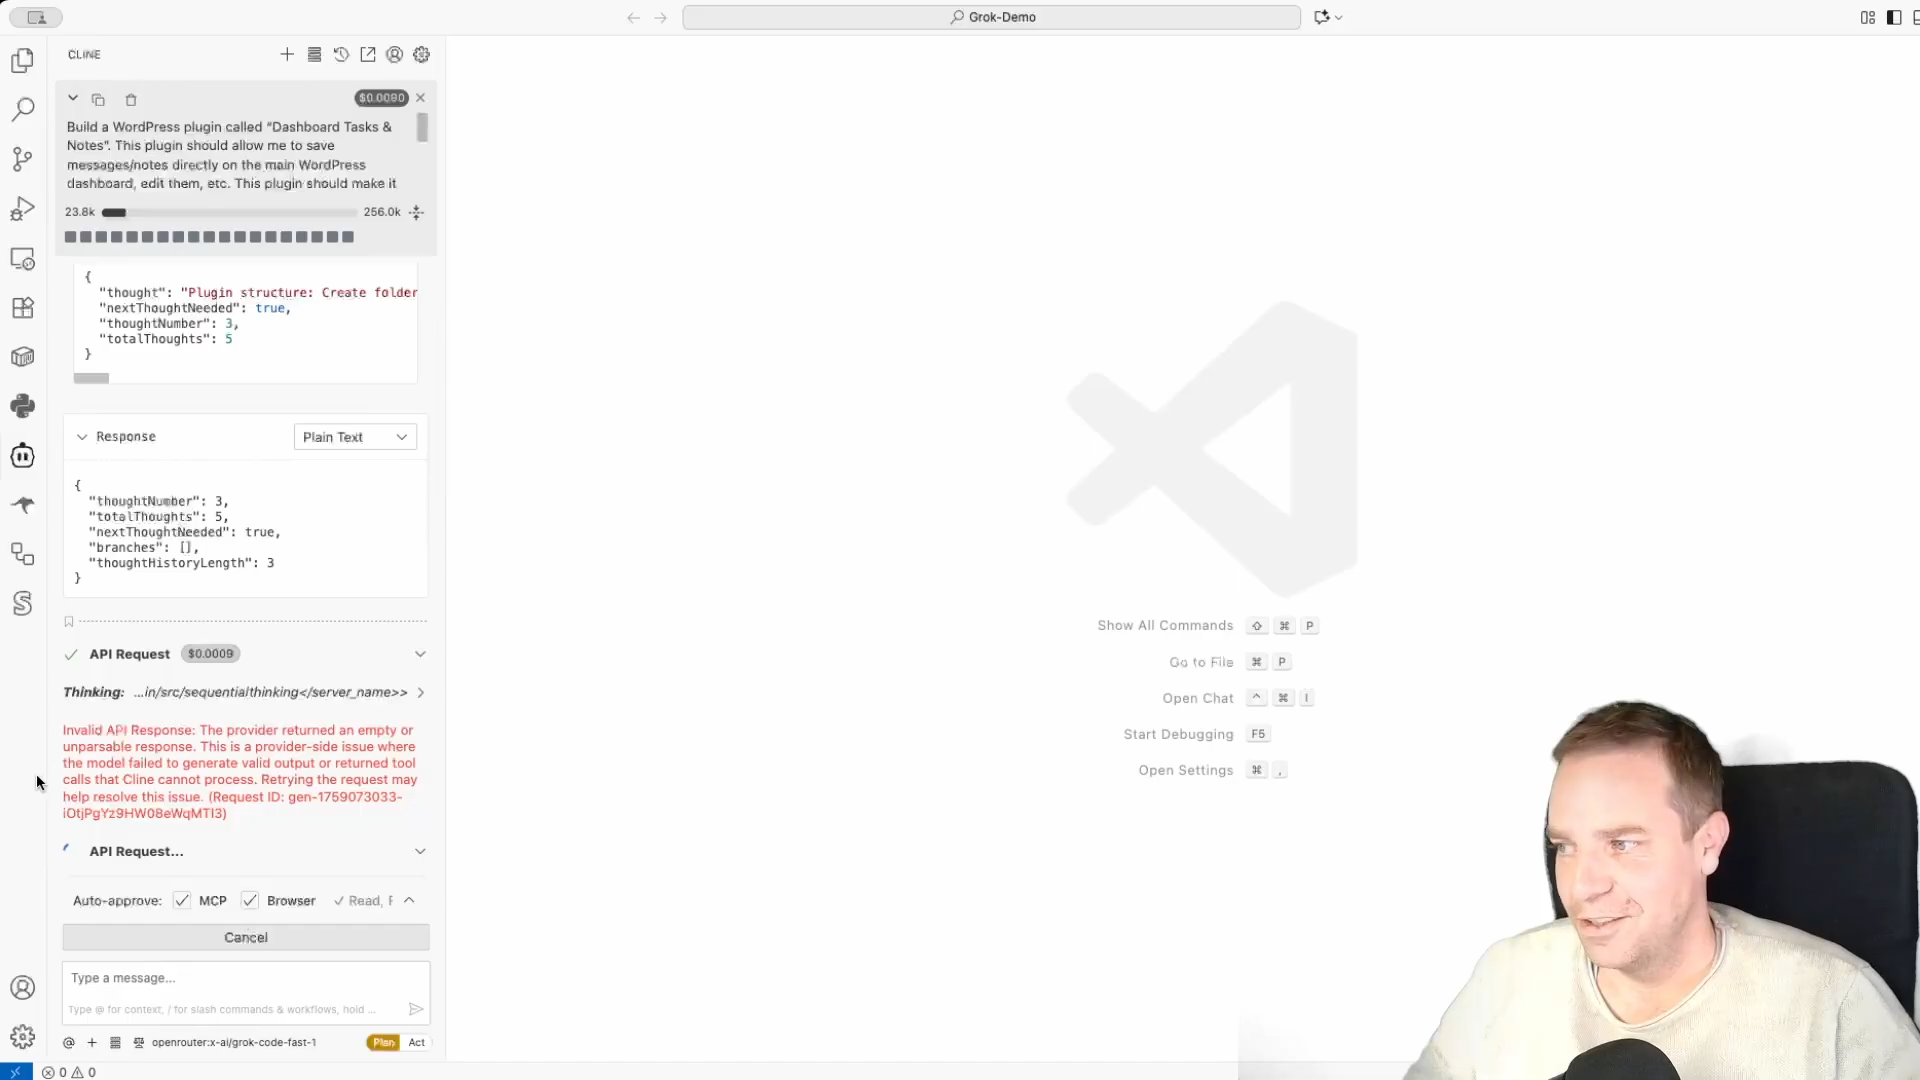 Grok-Demo
CLINE
$0.0080
Build a WordPress plugin called "Dashboard Tasks &
Notes". This plugin should allow me to save
messages/notes directly on the main WordPress
dashboard, edit them, etc. This plugin should make it
23.8k 256.0k
{
"thought": "Plugin structure: Create folder
"nextThoughtNeeded": true,
"thoughtNumber": 3,
"totalThoughts": 5
}
Response Plain Text
{
"thoughtNumber": 3,
"totalThoughts": 5,
"nextThoughtNeeded": true,
"branches": [],
"thoughtHistoryLength": 3
}
API Request $0.0009
Thinking: ...in/src/sequentialthinking</server_name>>
Invalid API Response: The provider returned an empty or
unparsable response. This is a provider-side issue where
the model failed to generate valid output or returned tool
calls that Cline cannot process. Retrying the request may
help resolve this issue. (Request ID: gen-1759073033-
iOtjPgYz9HW08eWqMTI3)
API Request...
Auto-approve: MCP Browser Read, F
Cancel
Type a message...
Type @ for context, / for slash commands & workflows, hold ...
openrouter:x-ai/grok-code-fast-1 Plan Act
0 0
Show All Commands ⇧ ⌘ P
Go to File ⌘ P
Open Chat ^ ⌘ I
Start Debugging F5
Open Settings ⌘ ,